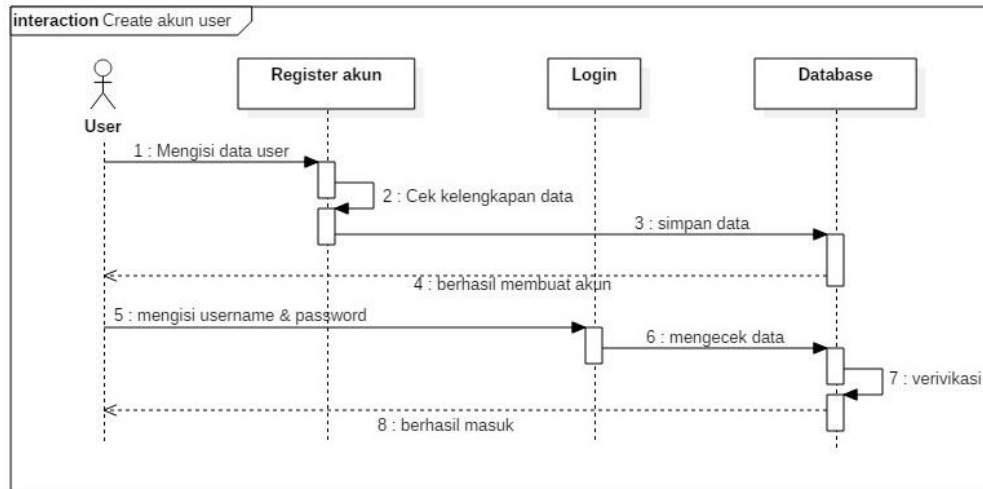 interaction Create akun user
Register akun
Login
Database
User
1 : Mengisi data user
2 : Cek kelengkapan data
3 : simpan data
4 : berhasil membuat akun
5 : mengisi username & password
6 : mengecek data
7 : verivikasi
8 : berhasil masuk